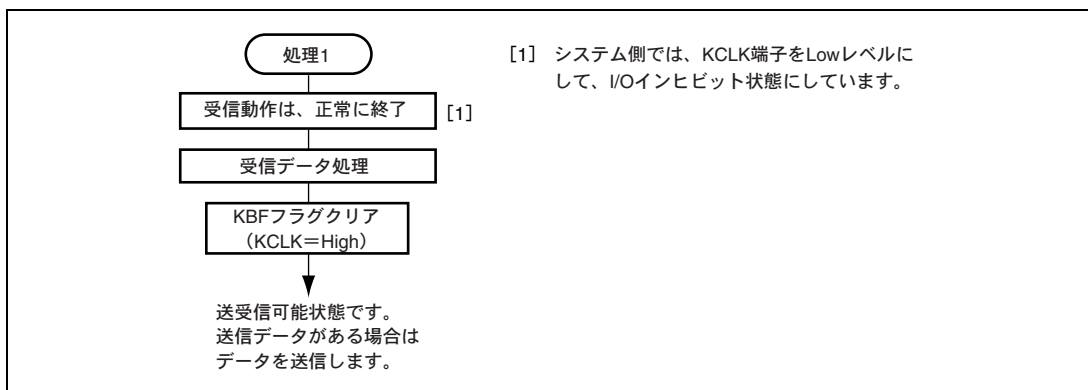 処理1
[1] システム側では、KCLK端子をLowレベルに
して、I/Oインヒビット状態にしています。
受信動作は、正常に終了 [1]
受信データ処理
KBFフラグクリア
(KCLK=High)
送受信可能状態です。
送信データがある場合は
データを送信します。